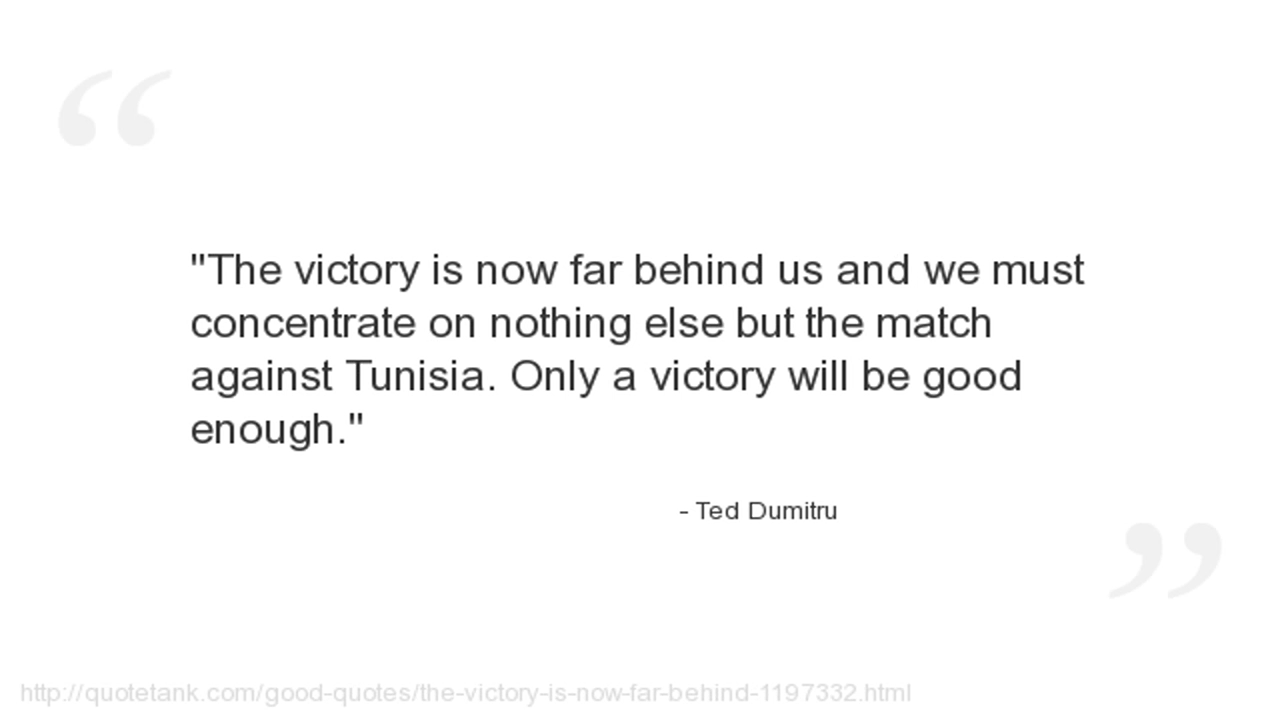 "The victory is now far behind us and we must
concentrate on nothing else but the match
against Tunisia. Only a victory will be good
enough."
- Ted Dumitru
http://quotetank.com/good-quotes/the-victory-is-now-far-behind-1197332.html